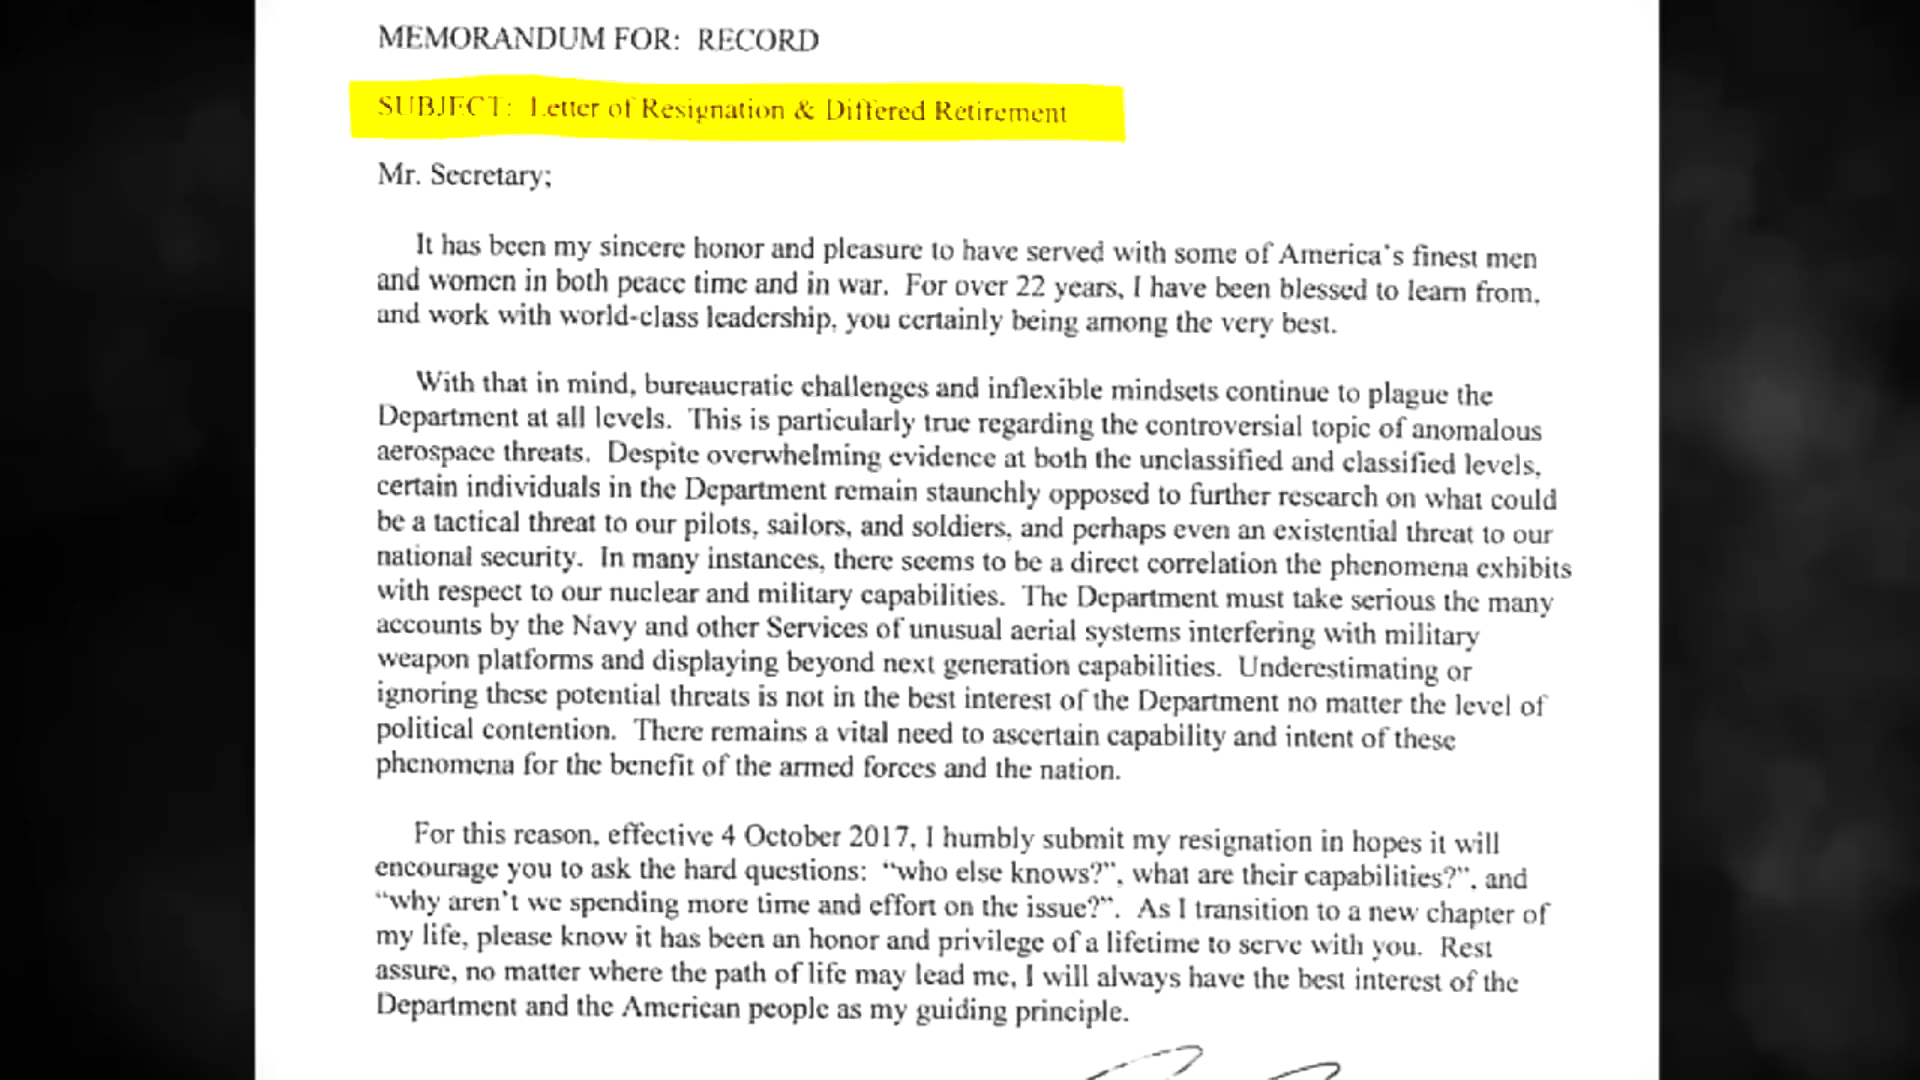 MEMORANDUM FOR: RECORD
SUBJECT: Letter of Resignation & Differed Retirement
Mr. Secretary;
It has been my sincere honor and pleasure to have served with some of America's finest men
and women in both peace time and in war. For over 22 years, I have been blessed to learn from,
and work with world-class leadership, you certainly being among the very best.
With that in mind, bureaucratic challenges and inflexible mindsets continue to plague the
Department at all levels. This is particularly true regarding the controversial topic of anomalous
aerospace threats. Despite overwhelming evidence at both the unclassified and classified levels,
certain individuals in the Department remain staunchly opposed to further research on what could
be a tactical threat to our pilots, sailors, and soldiers, and perhaps even an existential threat to our
national security. In many instances, there seems to be a direct correlation the phenomena exhibits
with respect to our nuclear and military capabilities. The Department must take serious the many
accounts by the Navy and other Services of unusual aerial systems interfering with military
weapon platforms and displaying beyond next generation capabilities. Underestimating or
ignoring these potential threats is not in the best interest of the Department no matter the level of
political contention. There remains a vital need to ascertain capability and intent of these
phenomena for the benefit of the armed forces and the nation.
For this reason, effective 4 October 2017, I humbly submit my resignation in hopes it will
encourage you to ask the hard questions: “who else knows?”, what are their capabilities?”, and
“why aren't we spending more time and effort on the issue?”. As I transition to a new chapter of
my life, please know it has been an honor and privilege of a lifetime to serve with you. Rest
assure, no matter where the path of life may lead me, I will always have the best interest of the
Department and the American people as my guiding principle.